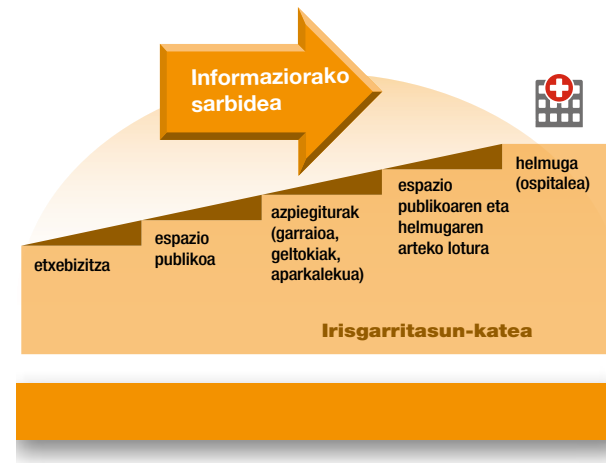 Informaziorako
sarbidea
etxebizitza
espazio
publikoa
azpiegiturak
(garraioa,
geltokiak,
aparkalekua)
espazio
publikoaren eta
helmugaren
arteko lotura
helmuga
(ospitalea)
Irisgarritasun-katea